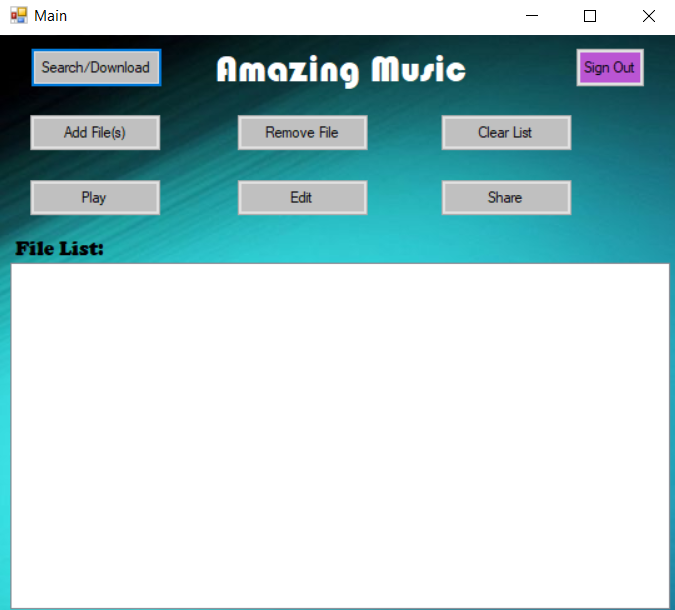 Main
Search/Download Amazing Music Sign Out
Add File(s) Remove File Clear List
Play Edit Share
File List: